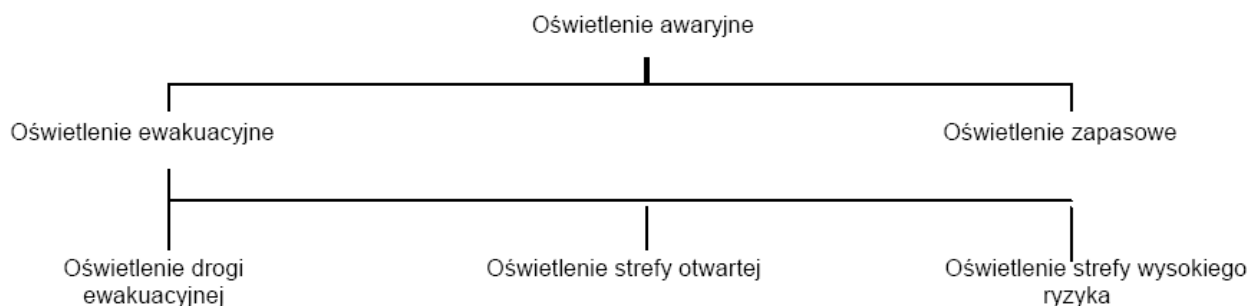 Oświetlenie awaryjne
Oświetlenie ewakuacyjne
Oświetlenie zapasowe
Oświetlenie drogi
ewakuacyjnej
Oświetlenie strefy otwartej
Oświetlenie strefy wysokiego
ryzyka